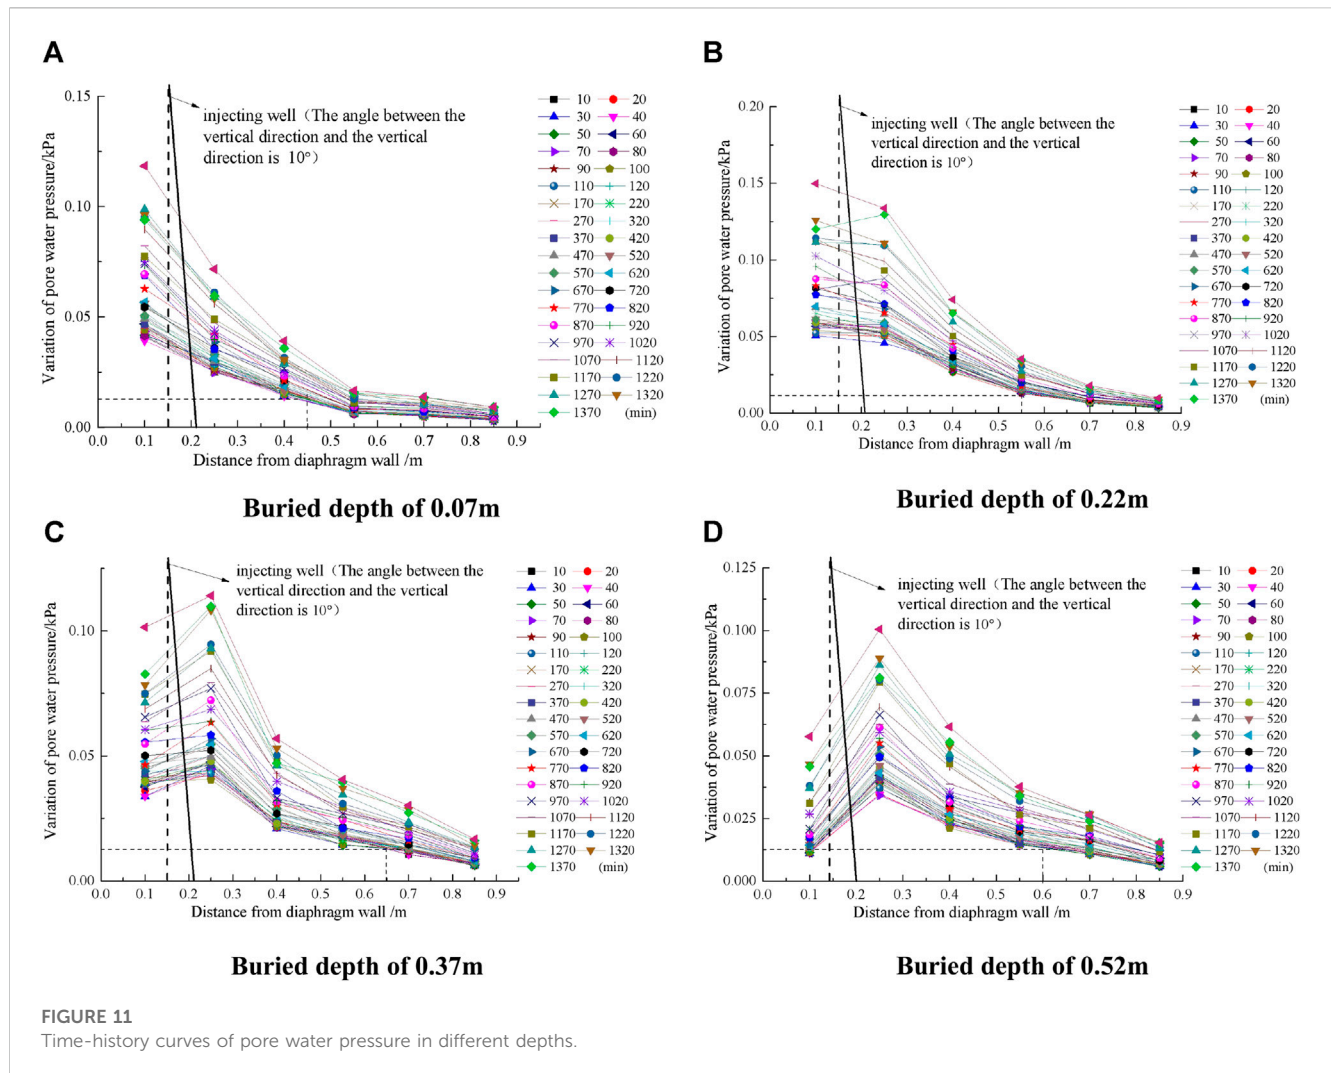 A
0.15
0.10
0.05
0.00
Variation of pore water pressure/kPa
injecting well（The angle between the
vertical direction and the vertical
direction is 10°）
10 20
30 40
50 60
70 80
90 100
110 120
170 220
270 320
370 420
470 520
570 620
670 720
770 820
870 920
970 1020
1070 1120
1170 1220
1270 1320
1370 (min)
0.0 0.1 0.2 0.3 0.4 0.5 0.6 0.7 0.8 0.9
Distance from diaphragm wall /m
Buried depth of 0.07m
B
0.20
0.15
0.10
0.05
0.00
Variation of pore water pressure/kPa
injecting well（The angle between the
vertical direction and the vertical
direction is 10°）
10 20
30 40
50 60
70 80
90 100
110 120
170 220
270 320
370 420
470 520
570 620
670 720
770 820
870 920
970 1020
1070 1120
1170 1220
1270 1320
1370 (min)
0.0 0.1 0.2 0.3 0.4 0.5 0.6 0.7 0.8 0.9
Distance from diaphragm wall /m
Buried depth of 0.22m
C
0.10
0.05
0.00
Variation of pore water pressure/kPa
injecting well（The angle between the
vertical direction and the vertical
direction is 10°）
10 20
30 40
50 60
70 80
90 100
110 120
170 220
270 320
370 420
470 520
570 620
670 720
770 820
870 920
970 1020
1070 1120
1170 1220
1270 1320
1370 (min)
0.0 0.1 0.2 0.3 0.4 0.5 0.6 0.7 0.8 0.9
Distance from diaphragm wall /m
Buried depth of 0.37m
D
0.125
0.100
0.075
0.050
0.025
0.000
Variation of pore water pressure/kPa
injecting well（The angle between the
vertical direction and the vertical
direction is 10°）
10 20
30 40
50 60
70 80
90 100
110 120
170 220
270 320
370 420
470 520
570 620
670 720
770 820
870 920
970 1020
1070 1120
1170 1220
1270 1320
1370 (min)
0.0 0.1 0.2 0.3 0.4 0.5 0.6 0.7 0.8 0.9
Distance from diaphragm wall /m
Buried depth of 0.52m
FIGURE 11
Time-history curves of pore water pressure in different depths.